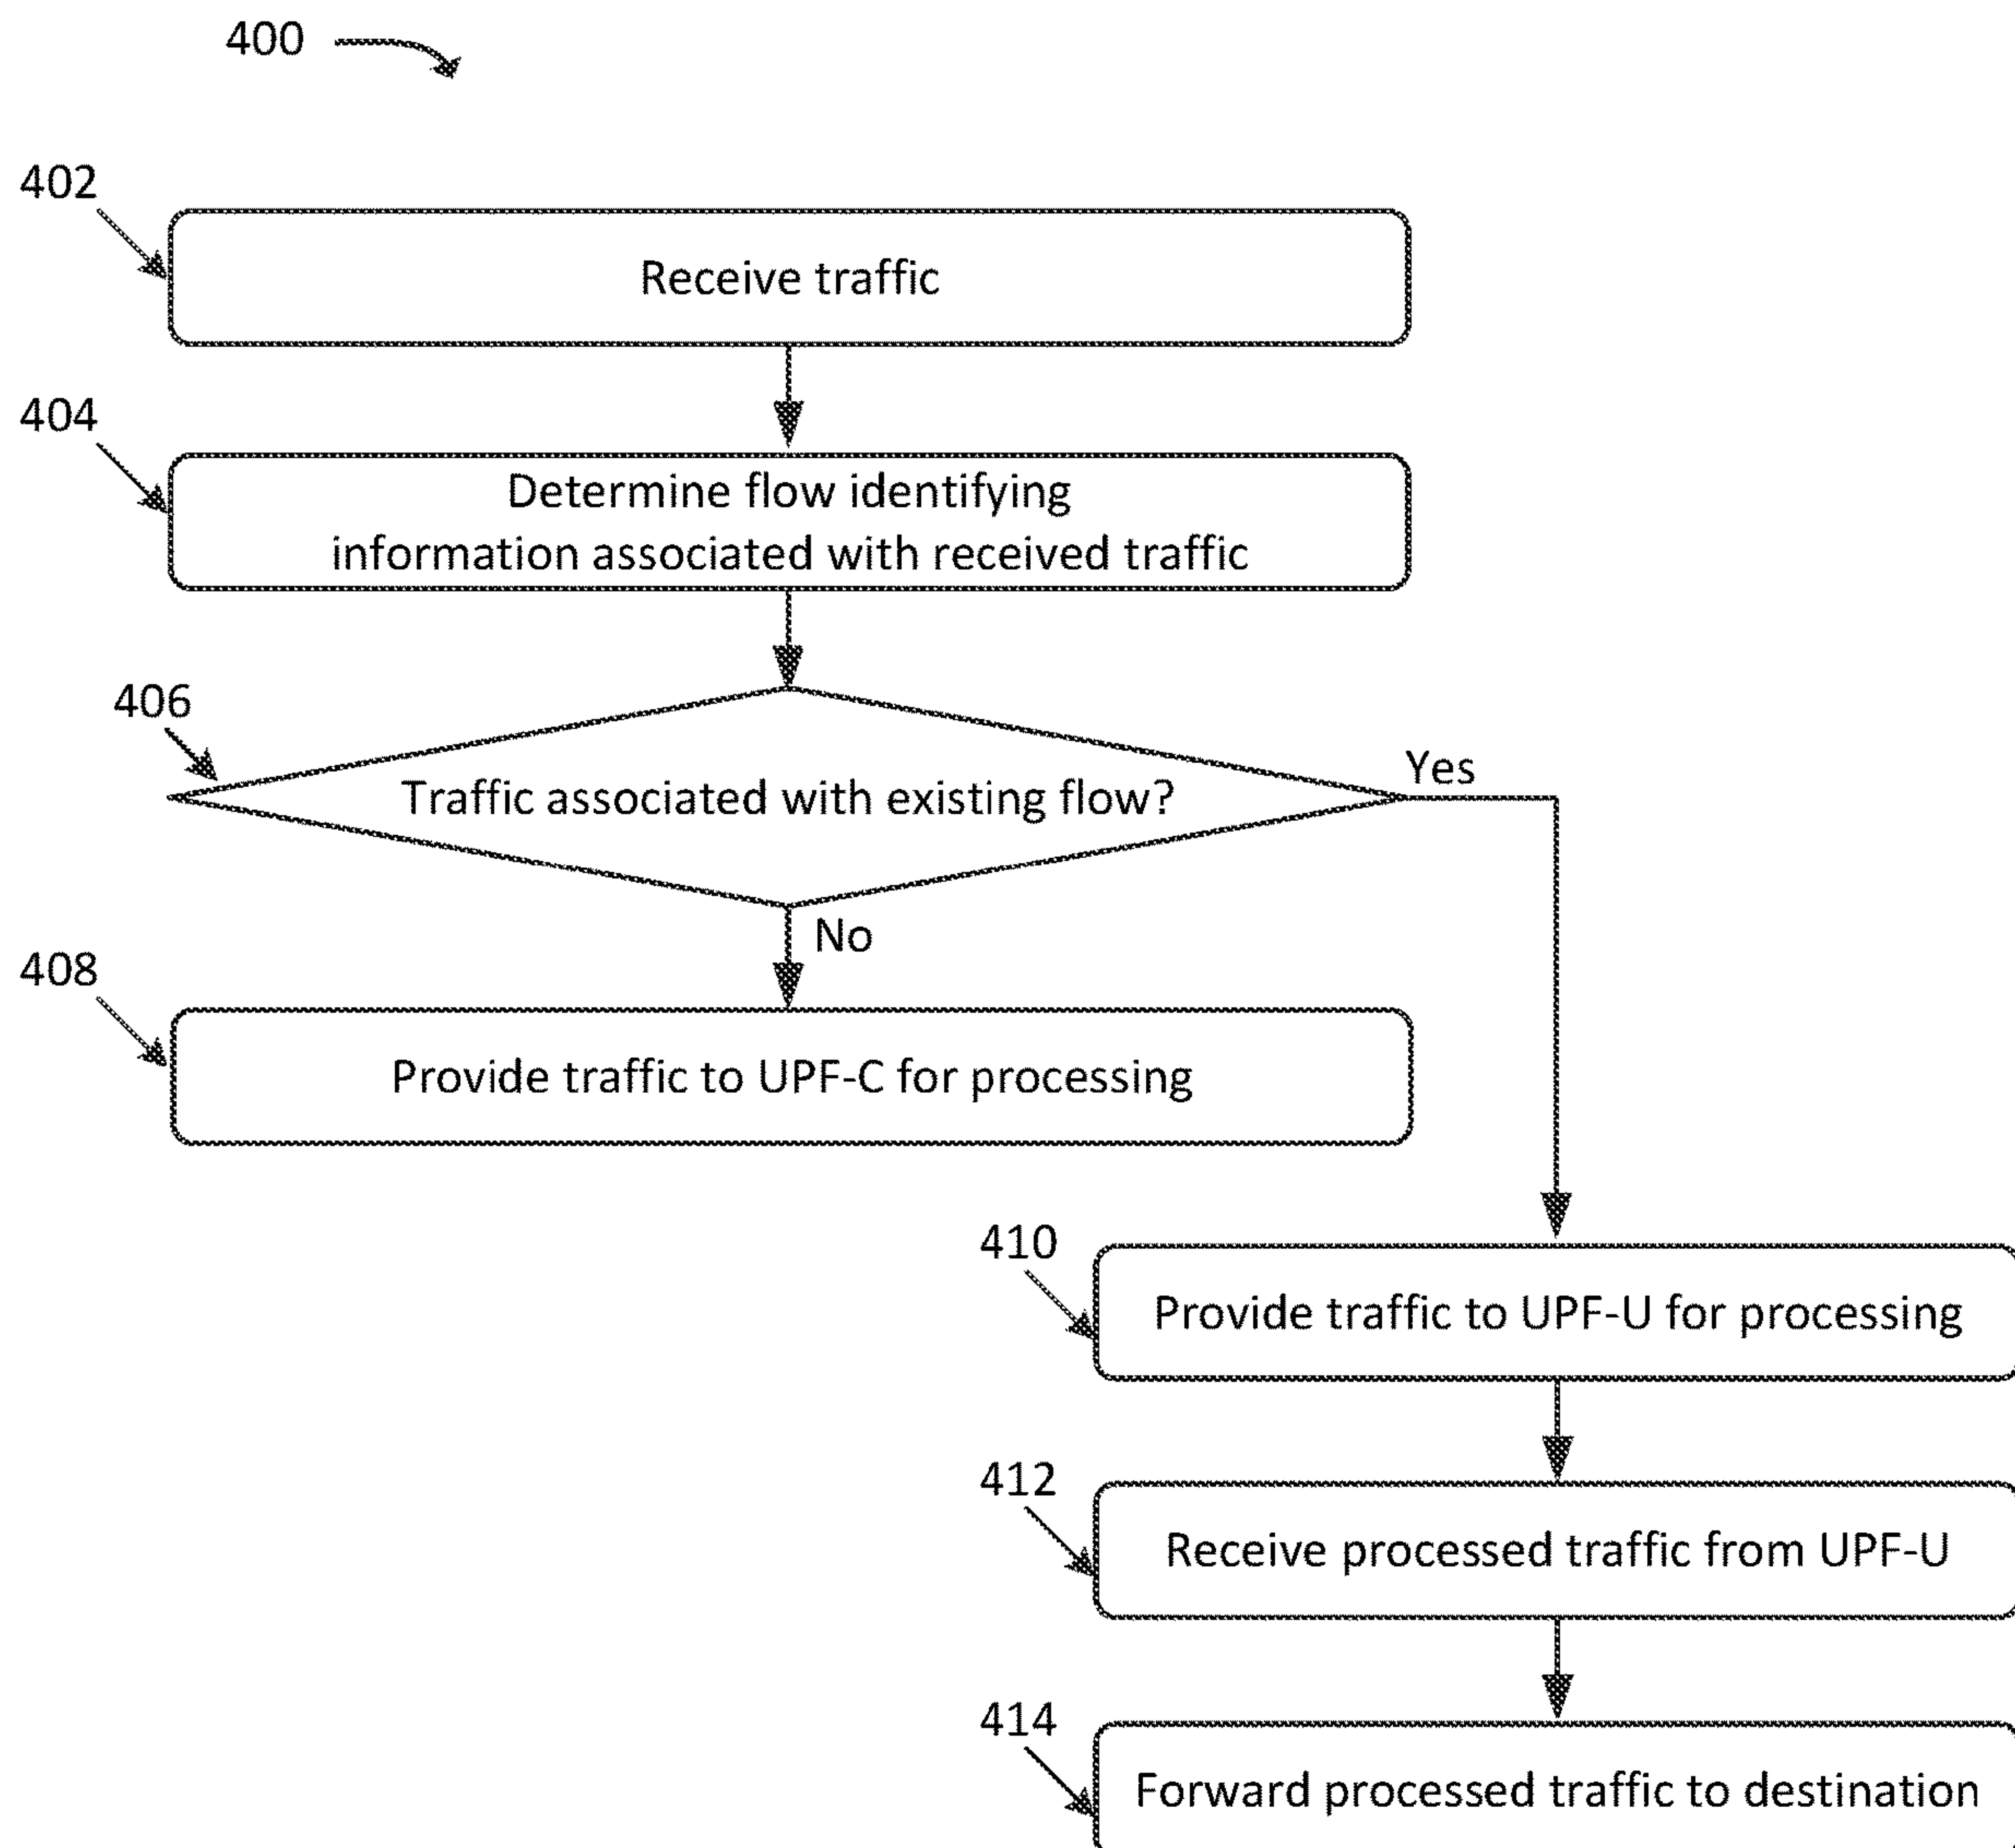 400
402
Receive traffic
404
Determine flow identifying
information associated with received traffic
406
Traffic associated with existing flow?
Yes
No
408
Provide traffic to UPF-C for processing
410
Provide traffic to UPF-U for processing
412
Receive processed traffic from UPF-U
414
Forward processed traffic to destination